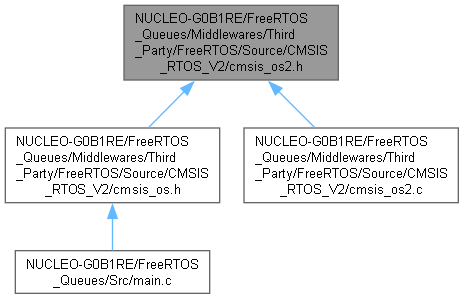 NUCLEO-G0B1RE/FreeRTOS
_Queues/Middlewares/Third
_Party/FreeRTOS/Source/CMSIS
_RTOS_V2/cmsis_os2.h
NUCLEO-G0B1RE/FreeRTOS
_Queues/Middlewares/Third
_Party/FreeRTOS/Source/CMSIS
_RTOS_V2/cmsis_os.h
NUCLEO-G0B1RE/FreeRTOS
_Queues/Middlewares/Third
_Party/FreeRTOS/Source/CMSIS
_RTOS_V2/cmsis_os2.c
NUCLEO-G0B1RE/FreeRTOS
_Queues/Src/main.c